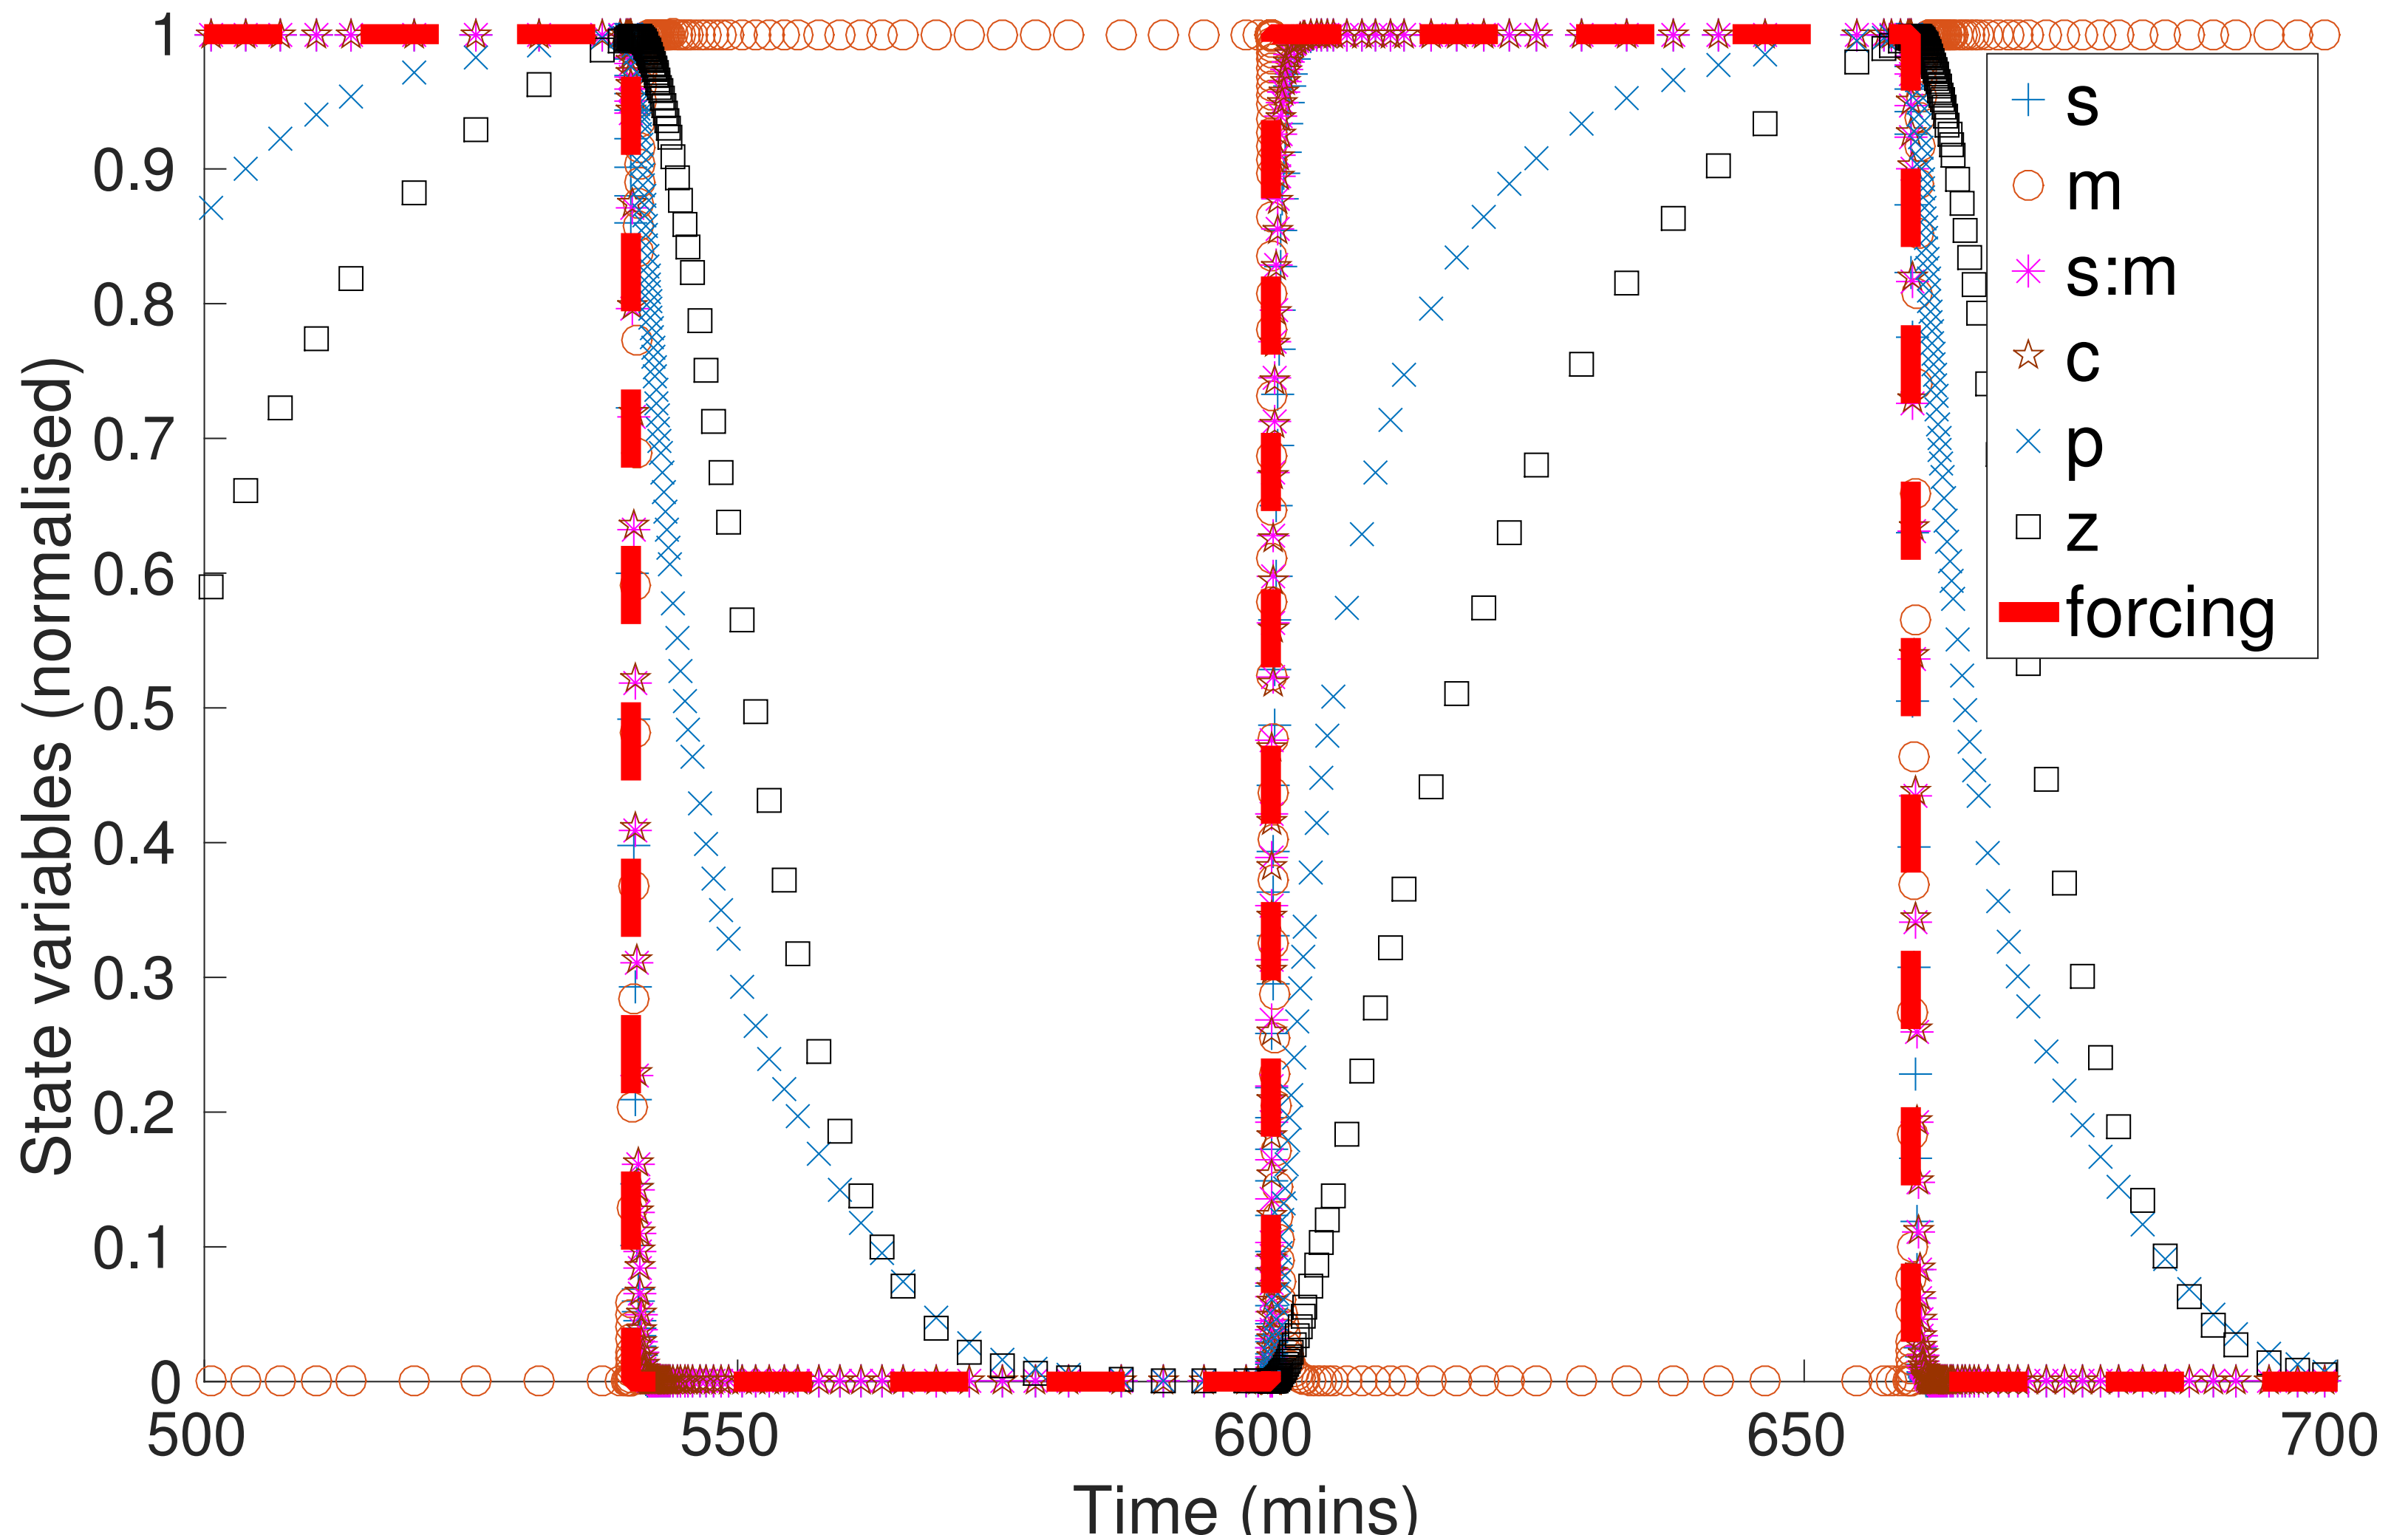 State variables (normalised)
1
0.9
0.8
0.7
0.6
0.5
0.4
0.3
0.2
0.1
0
500
550
600
650
700
Time (mins)
s
m
s:m
c
p
z
forcing